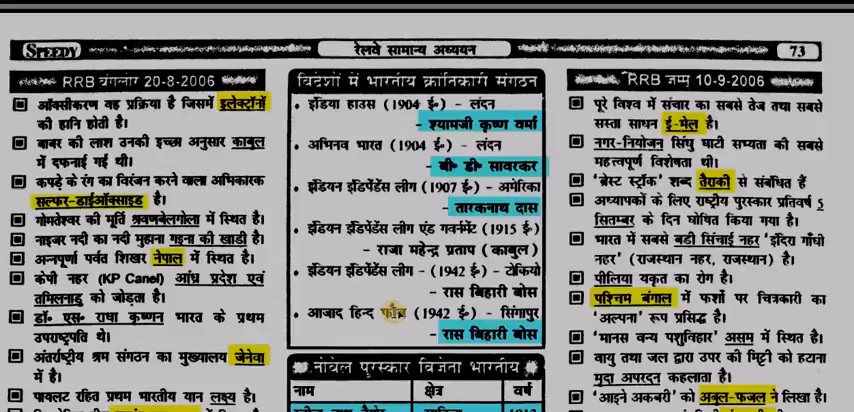 SPEEDY
रेलवे सामान्य अध्ययन
73
RRB बंगलौर 20-8-2006
ऑक्सीकरण वह प्रक्रिया है जिसमें इलेक्ट्रॉनों
की हानि होती है।
बाबर की लाश उनकी इच्छा अनुसार काबुल
में दफनाई गई थी।
कपड़े के रंग का विरंजन करने वाला अभिकारक
सल्फर-डाईऑक्साइड है।
गोमतेश्वर की मूर्ति श्रवणबेलगोला में स्थित है।
नाइजर नदी का नदी मुहाना गइना की खाडी है।
अन्नपूर्णा पर्वत शिखर नेपाल में स्थित है।
केपी नहर (KP Canel) आंध्र प्रदेश एवं
तमिलनाडु को जोड़ता है।
डॉ॰ एस॰ राधा कृष्णन भारत के प्रथम
उपराष्ट्रपति थे।
अंतर्राष्ट्रीय श्रम संगठन का मुख्यालय जेनेवा
में है।
पायलट रहित प्रथम भारतीय यान लक्ष्य है।
विदेशों में भारतीय क्रांतिकारी संगठन
• इंडिया हाउस (1904 ई॰) - लंदन
- श्यामजी कृष्ण वर्मा
• अभिनव भारत (1904 ई॰) - लंदन
- बी॰ डी॰ सावरकर
• इंडियन इंडिपेंडेंस लीग (1907 ई॰) - अमेरिका
- तारकनाथ दास
• इंडियन इंडिपेंडेंस लीग एंड गवर्नमेंट (1915 ई॰)
- राजा महेन्द्र प्रताप (काबुल)
• इंडियन इंडिपेंडेंस लीग - (1942 ई॰) - टोकियो
- रास बिहारी बोस
• आजाद हिन्द फौज (1942 ई॰) - सिंगापुर
- रास बिहारी बोस
नोबेल पुरस्कार विजेता भारतीय
नाम क्षेत्र वर्ष
RRB जम्मू 10-9-2006
पूरे विश्व में संचार का सबसे तेज तथा सबसे
सस्ता साधन ई-मेल है।
नगर-नियोजन सिंधु घाटी सभ्यता की सबसे
महत्त्वपूर्ण विशेषता थी।
'ब्रेस्ट स्ट्रॉक' शब्द तैराकी से संबंधित हैं
अध्यापकों के लिए राष्ट्रीय पुरस्कार प्रतिवर्ष 5
सितम्बर के दिन घोषित किया गया है।
भारत में सबसे बडी सिंचाई नहर 'इंदिरा गाँधी
नहर' (राजस्थान नहर, राजस्थान) है।
पीलिया यकृत का रोग है।
पश्चिम बंगाल में फर्शों पर चित्रकारी का
'अल्पना' रूप प्रसिद्ध है।
'मानस वन्य पशुविहार' असम में स्थित है।
वायु तथा जल द्वारा उपर की मिट्टी को हटाना
मृदा अपरदन कहलाता है।
'आइने अकबरी' को अबुल-फजल ने लिखा है।